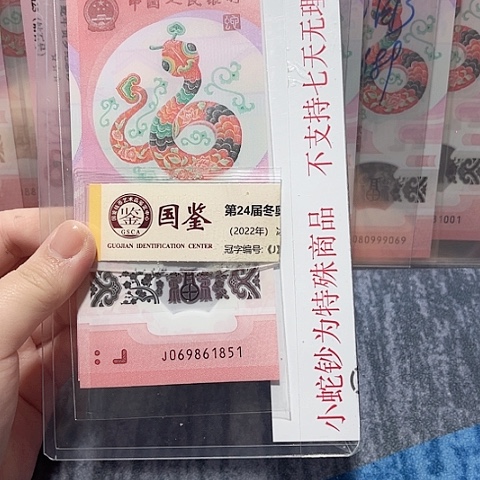 中国人民银行
国鉴
GSCA
GUOJIAN IDENTIFICATION CENTER
第24届冬奥
(2022年)
冠字编号:《J
J069861851
小蛇钞为特殊商品 不支持七天无理
080999069
J1001